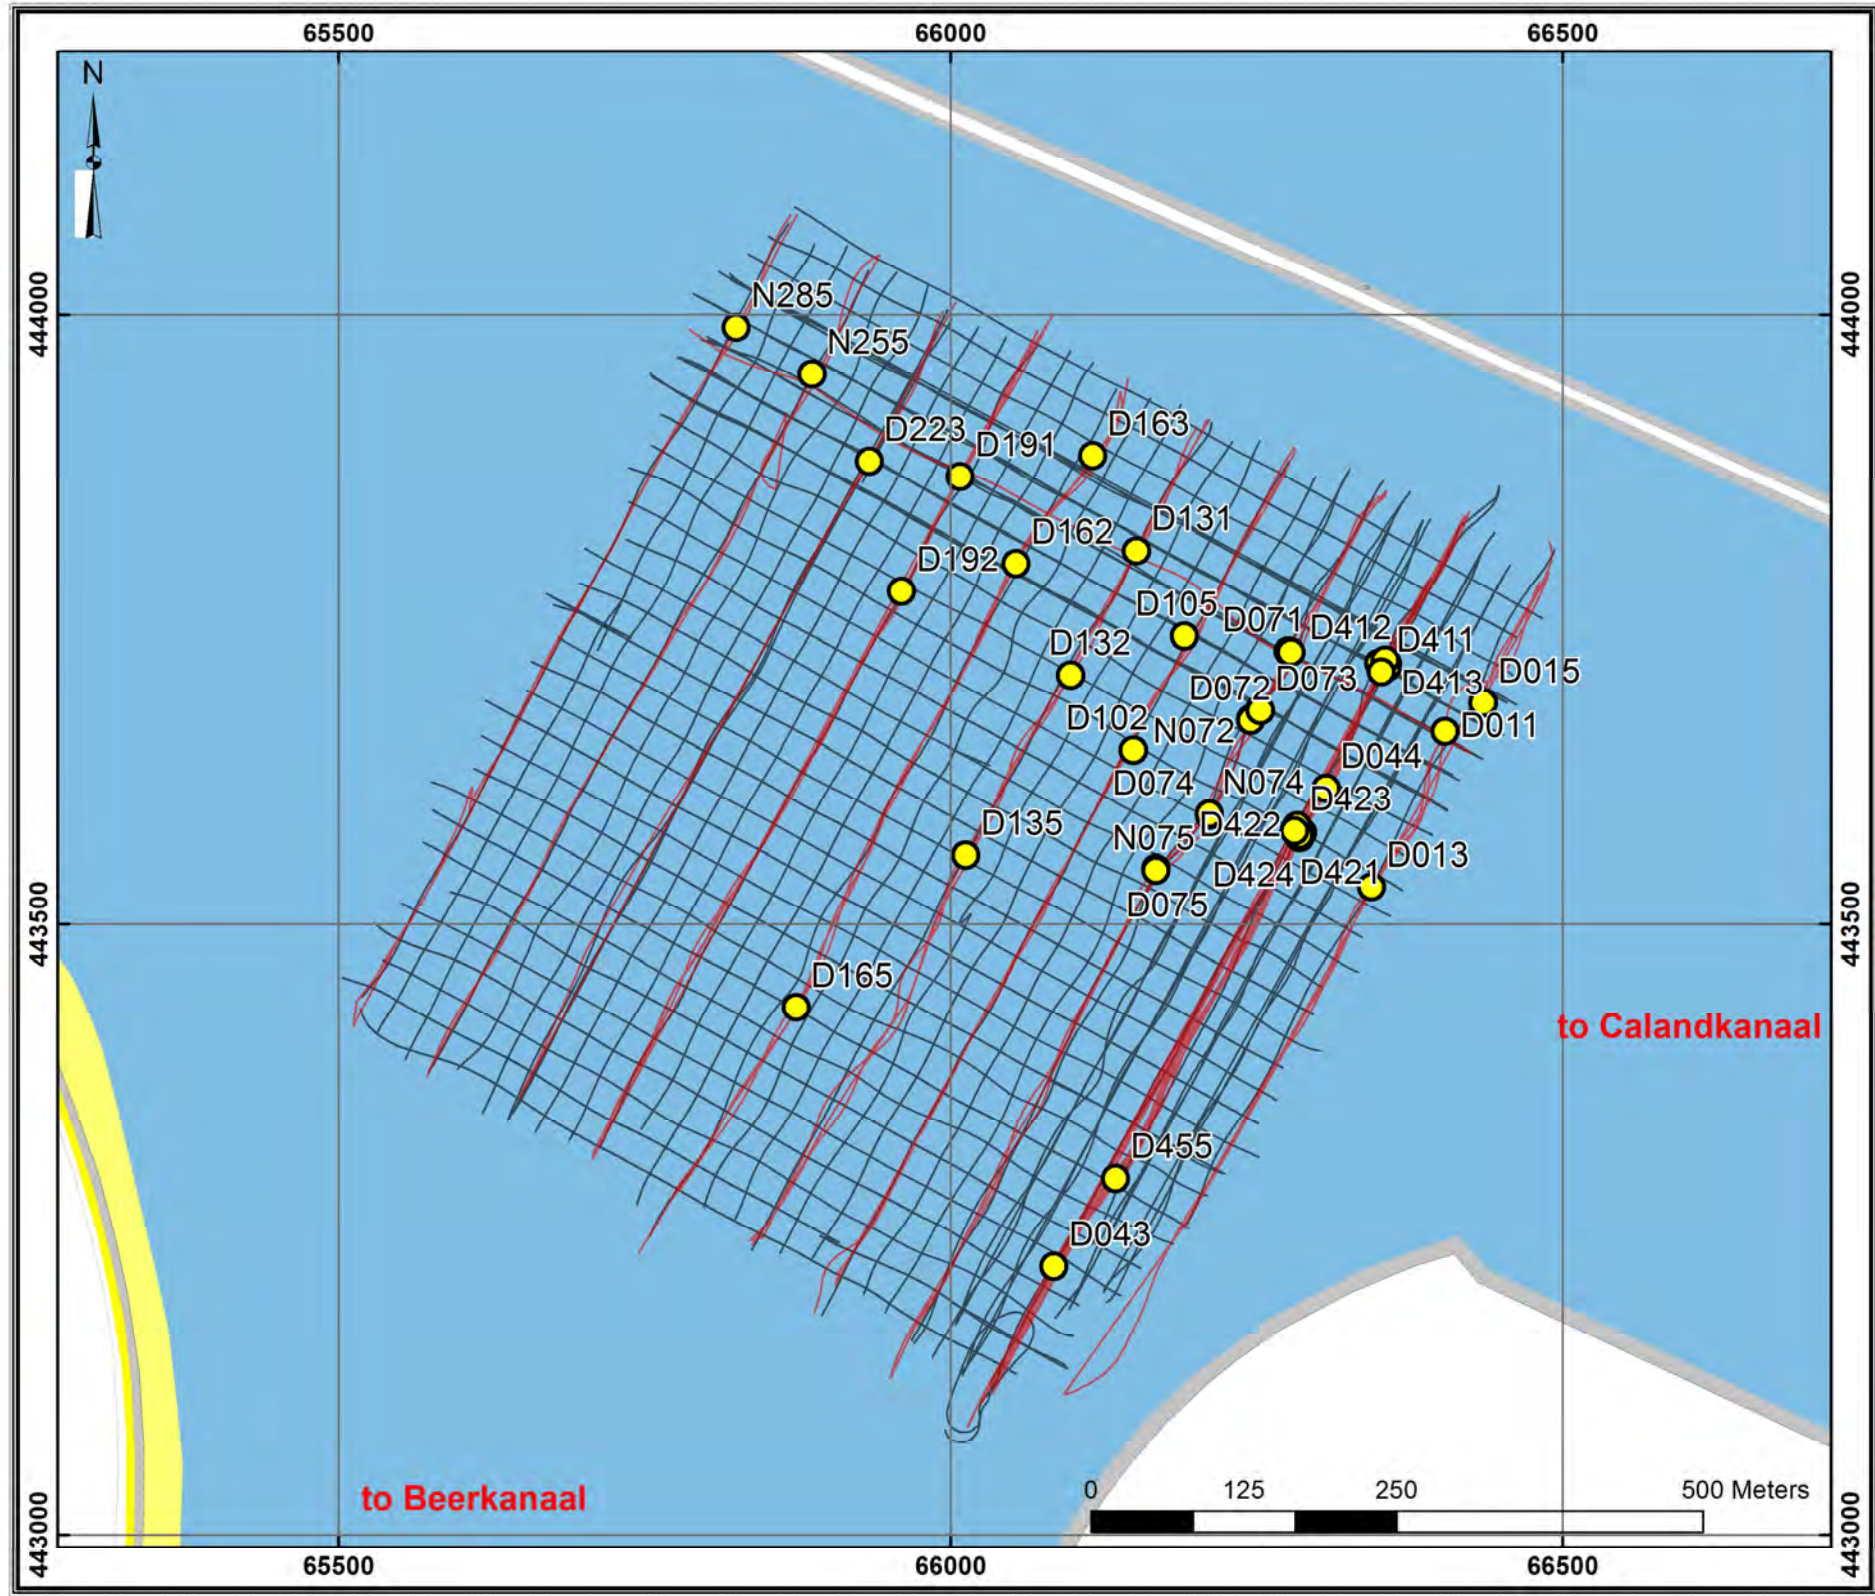 65500 66000 66500
N
444000 444000
N285
N255
D223
D191
D163
D131
D162
D192
D105
D071
D412
D411
D132
D073
D413
D015
D072
D102
N072
D011
D044
D074
N074
D423
D135
N075
D422
D013
D424
D421
D075
443500 443500
D165
to Calandkanaal
D455
D043
to Beerkanaal
0 125 250 500 Meters
443000 443000
65500 66000 66500